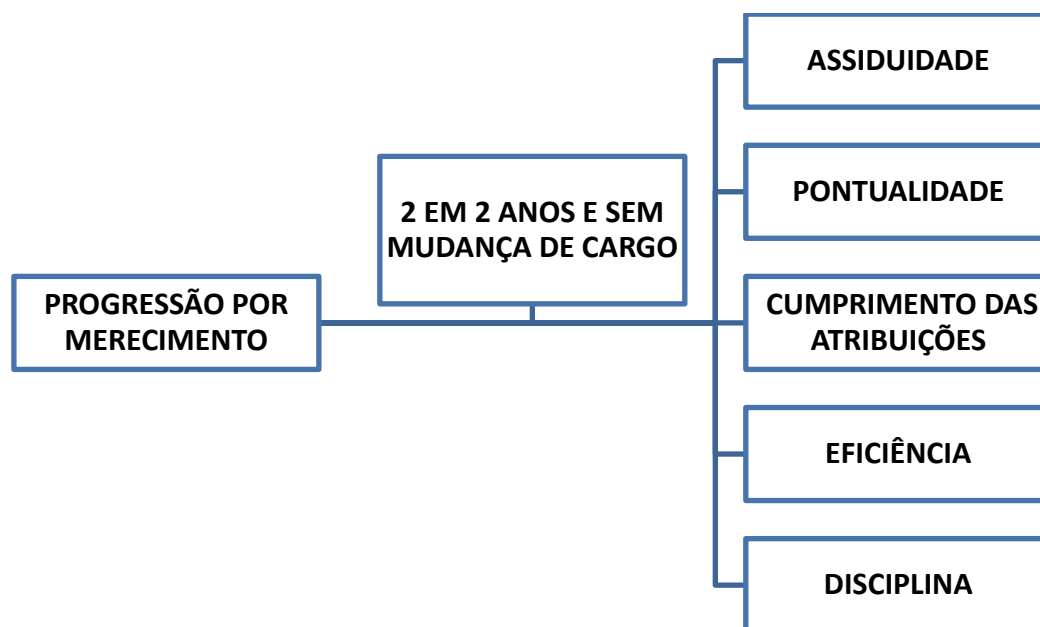 PROGRESSÃO POR
MERECIMENTO
2 EM 2 ANOS E SEM
MUDANÇA DE CARGO
ASSIDUIDADE
PONTUALIDADE
CUMPRIMENTO DAS
ATRIBUIÇÕES
EFICIÊNCIA
DISCIPLINA